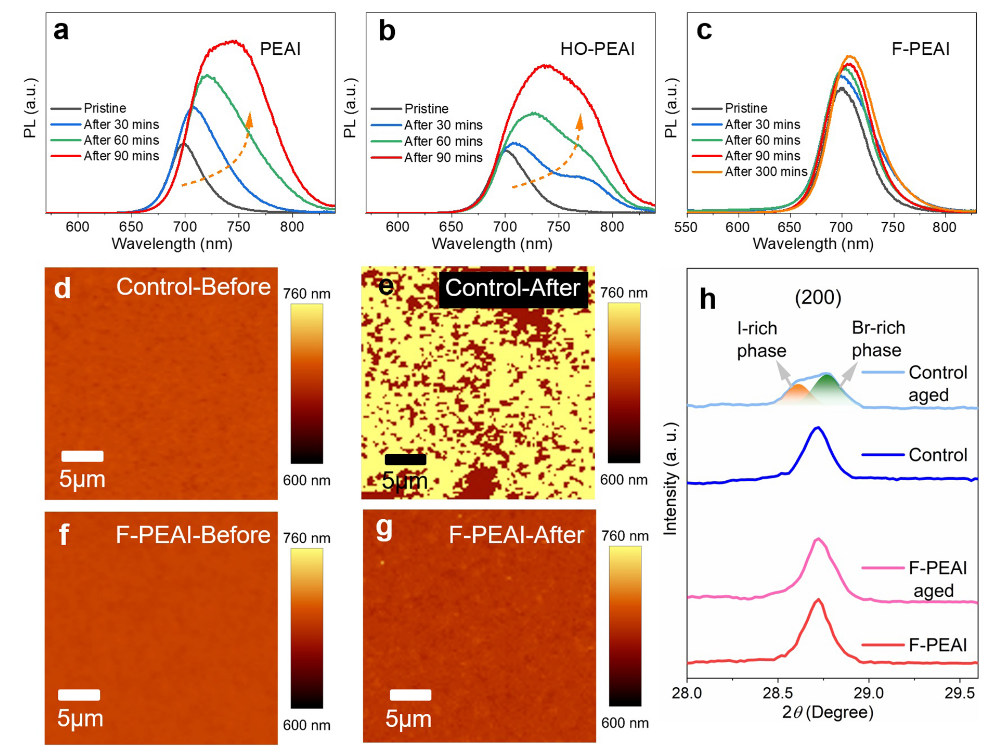 a
PEAI
PL (a.u.)
Pristine
After 30 mins
After 60 mins
After 90 mins
600 650 700 750 800
Wavelength (nm)
b
HO-PEAI
PL (a.u.)
Pristine
After 30 mins
After 60 mins
After 90 mins
600 650 700 750 800
Wavelength (nm)
c
F-PEAI
PL (a.u.)
Pristine
After 30 mins
After 60 mins
After 90 mins
After 300 mins
550 600 650 700 750 800
Wavelength (nm)
d
Control-Before
5μm
760 nm
600 nm
e
Control-After
5μm
760 nm
600 nm
f
F-PEAI-Before
5μm
760 nm
600 nm
g
F-PEAI-After
5μm
760 nm
600 nm
h
(200)
I-rich
phase
Br-rich
phase
Control
aged
Control
F-PEAI
aged
F-PEAI
Intensity (a. u.)
28.0 28.5 29.0 29.5
2θ (Degree)